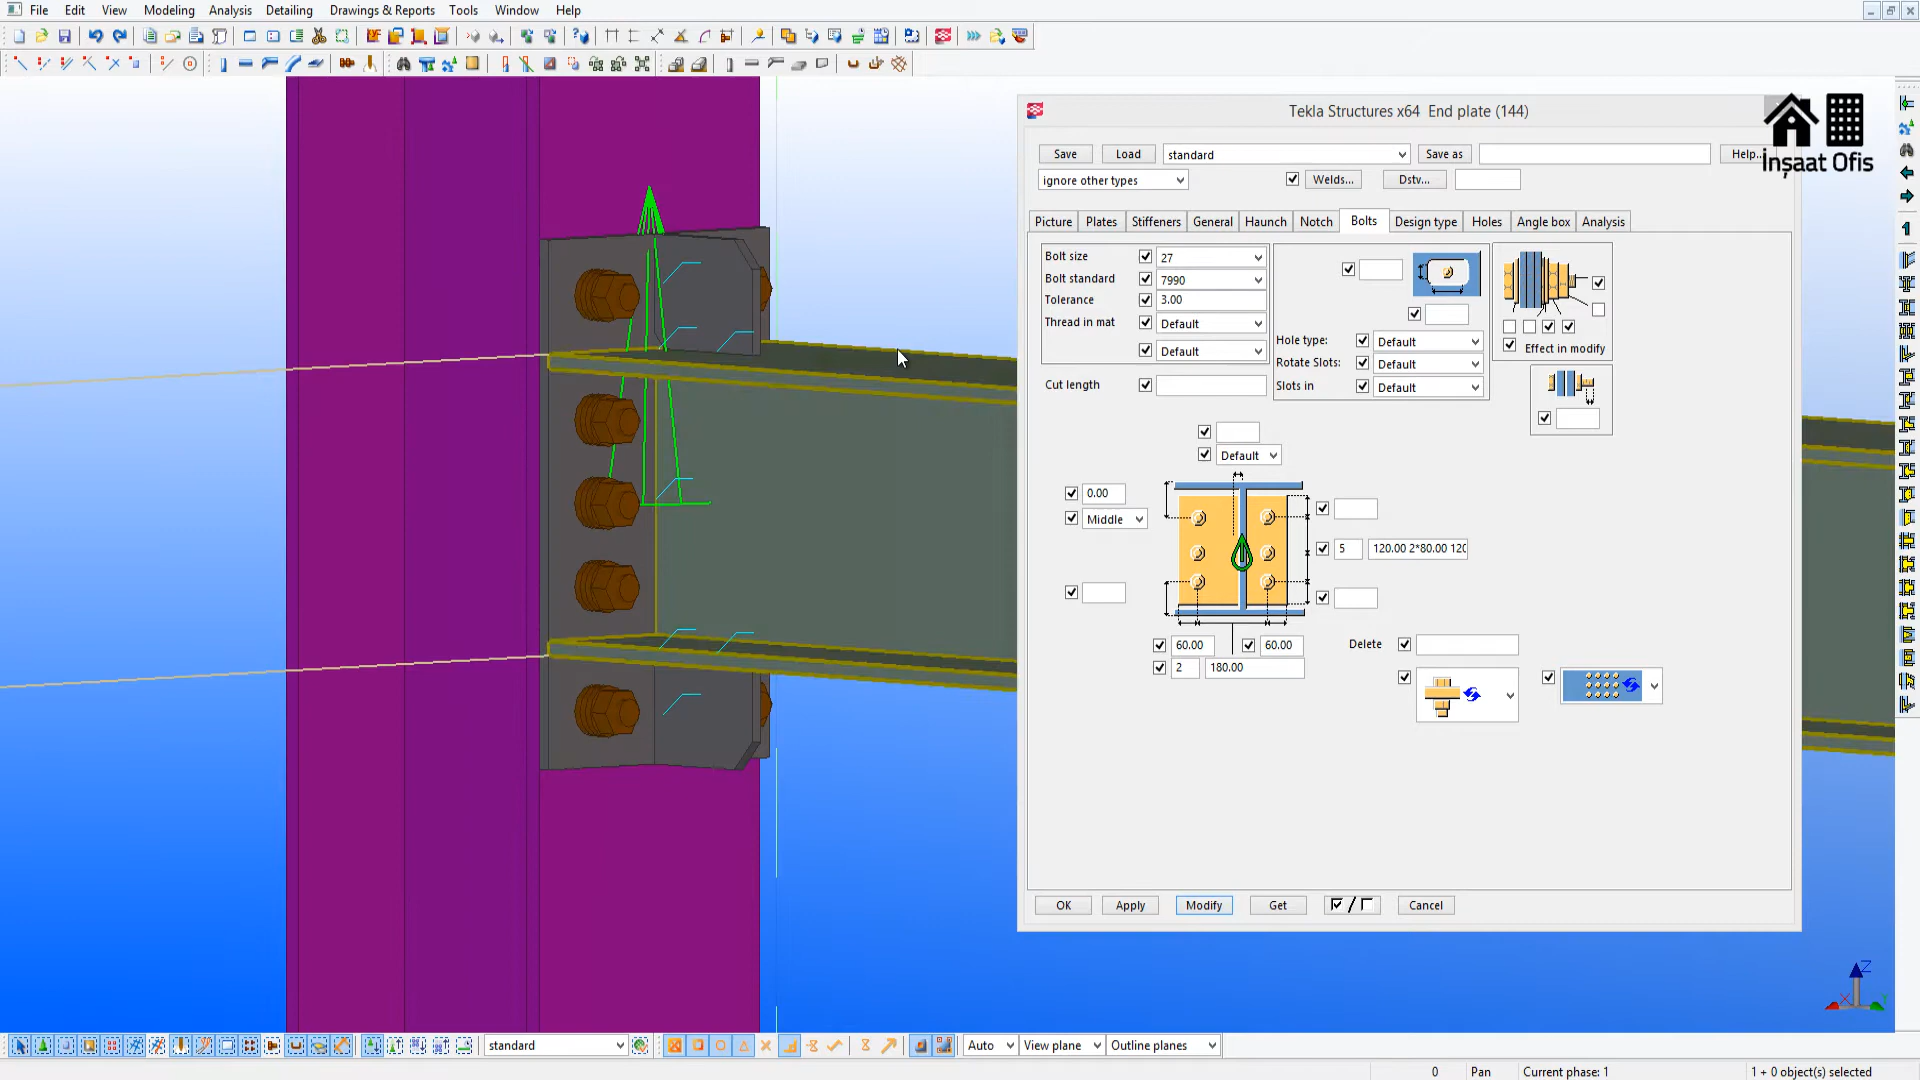 File Edit View Modeling Analysis Detailing Drawings & Reports Tools Window Help
Tekla Structures x64 End plate (144)
İnşaat Ofis
Save Load standard Save as Help...
ignore other types Welds... Dstv...
Picture Plates Stiffeners General Haunch Notch Bolts Design type Holes Angle box Analysis
Bolt size 27
Bolt standard 7990
Tolerance 3.00
Thread in mat Default
Default
Cut length
Hole type: Default
Rotate Slots: Default
Slots in Default
Effect in modify
Default
0.00
Middle
5 120.00 2*80.00
60.00 60.00
2 180.00
Delete
OK Apply Modify Get / Cancel
standard Auto View plane Outline planes
0 Pan Current phase: 1 1 + 0 object(s) selected
Z